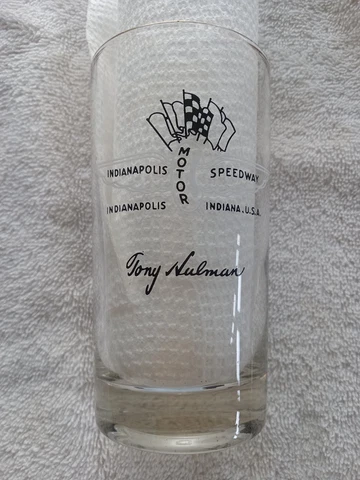 MOTOR
INDIANAPOLIS SPEEDWAY
INDIANAPOLIS INDIANA. U.S.A.
Tony Hulman